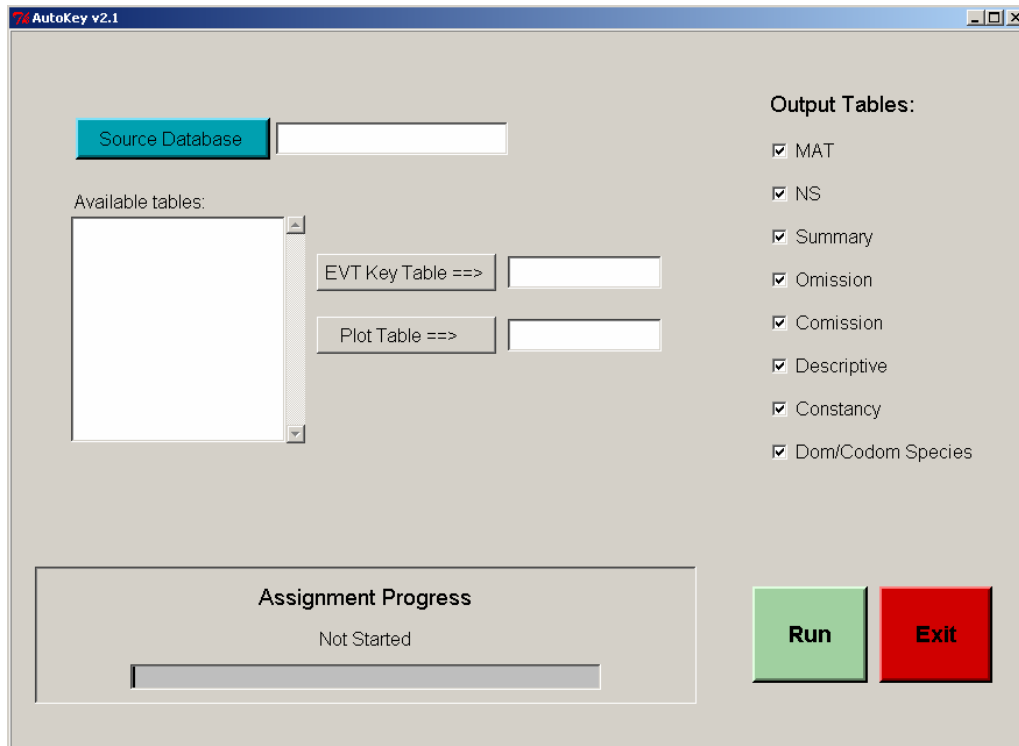 AutoKey v2.1
Source Database
Available tables:
EVT Key Table ==>
Plot Table ==>
Output Tables:
MAT
NS
Summary
Omission
Comission
Descriptive
Constancy
Dom/Codom Species
Assignment Progress
Not Started
Run
Exit